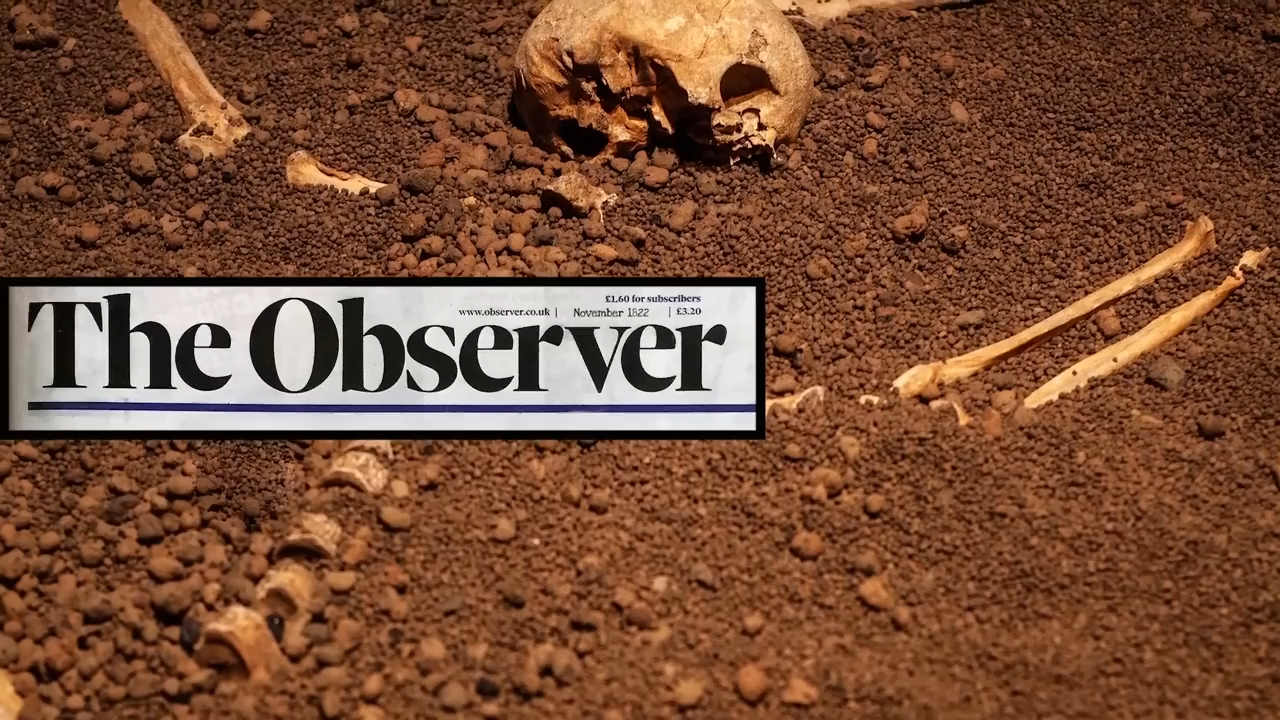 £1.60 for subscribers
www.observer.co.uk | November 1822 | £3.20
The Observer